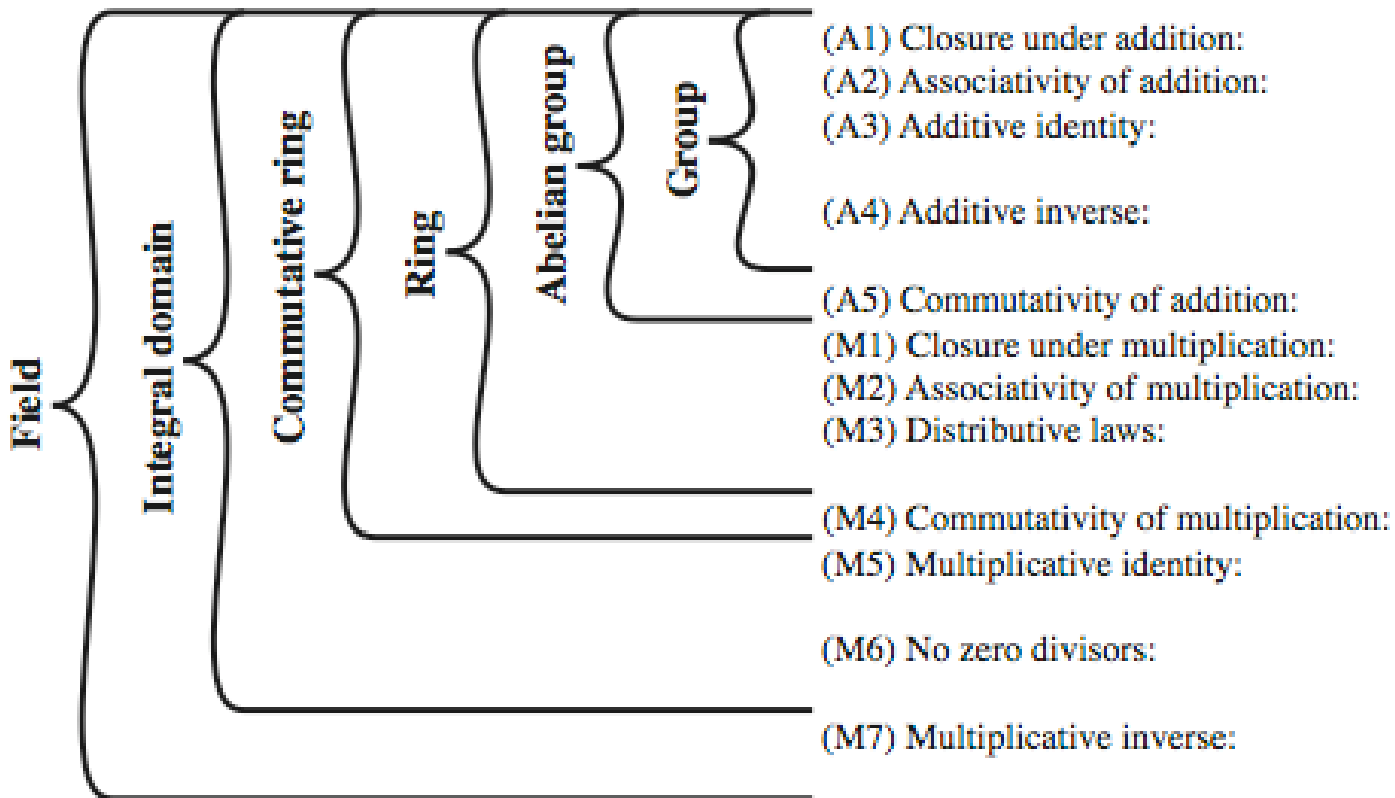 Field
Integral domain
Commutative ring
Ring
Abelian group
Group
(A1) Closure under addition:
(A2) Associativity of addition:
(A3) Additive identity:
(A4) Additive inverse:
(A5) Commutativity of addition:
(M1) Closure under multiplication:
(M2) Associativity of multiplication:
(M3) Distributive laws:
(M4) Commutativity of multiplication:
(M5) Multiplicative identity:
(M6) No zero divisors:
(M7) Multiplicative inverse: